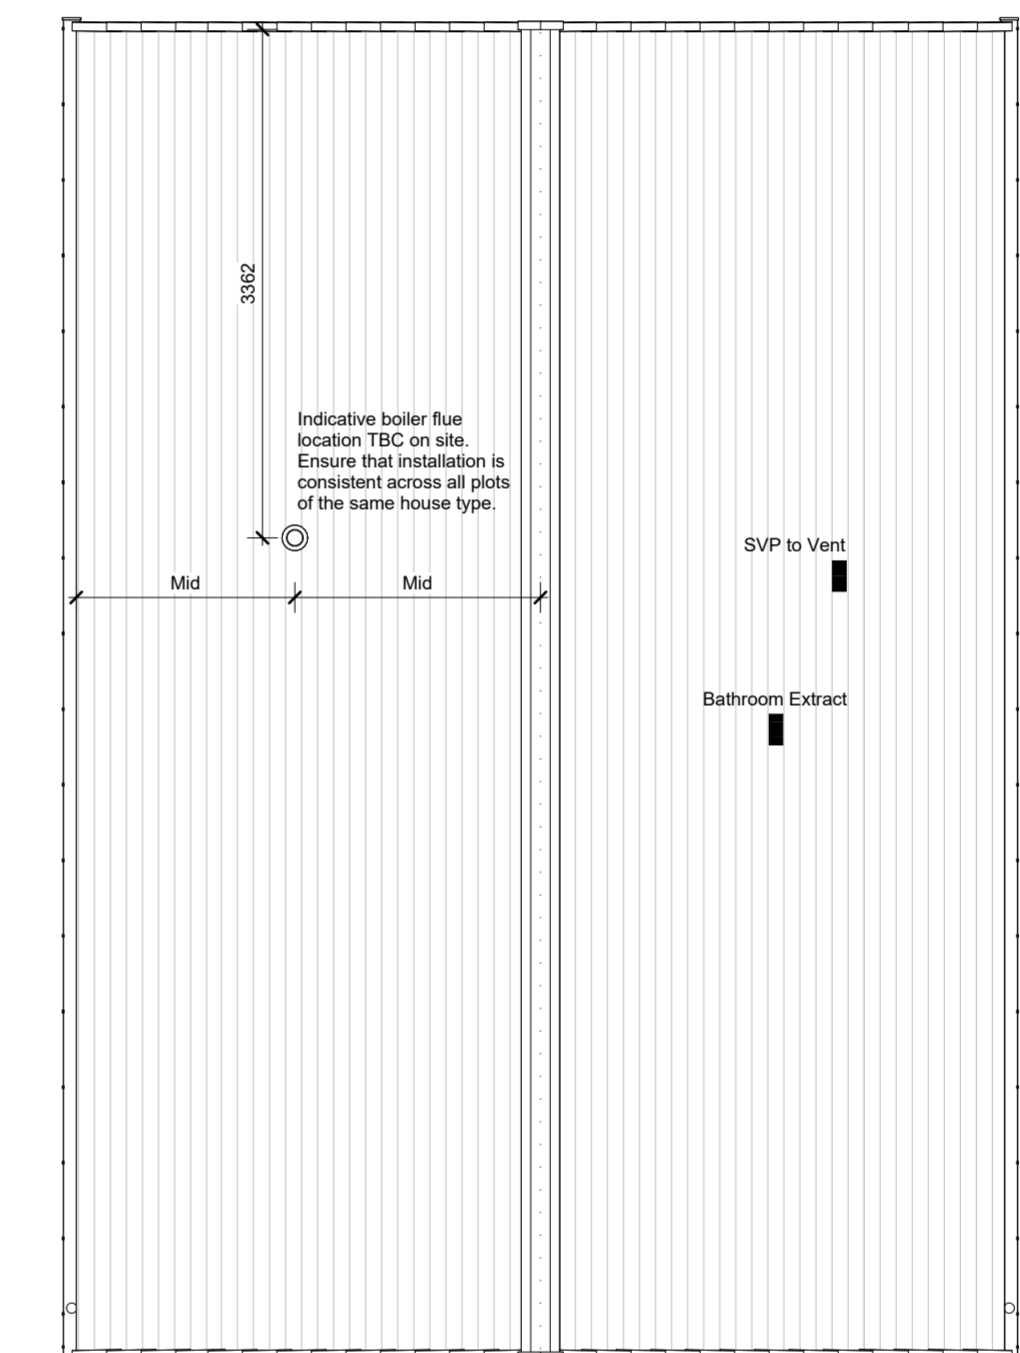 3362
Indicative boiler flue
location TBC on site.
Ensure that installation is
consistent across all plots
of the same house type.
SVP to Vent
Mid
Mid
Bathroom Extract